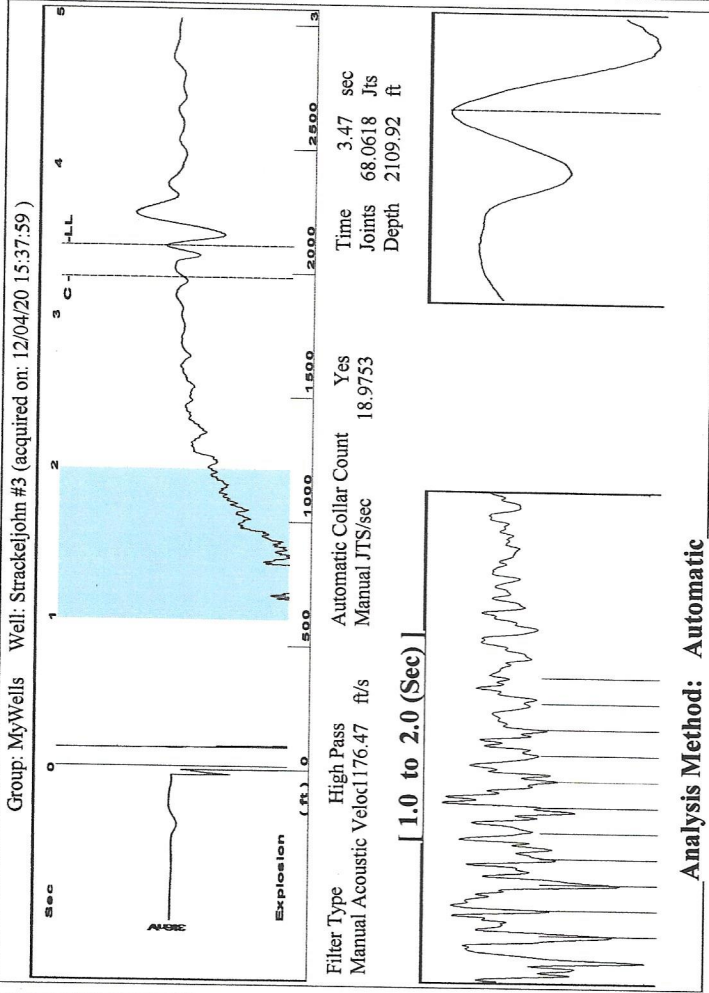 Group: MyWells Well: Strackeljohn #3 (acquired on: 12/04/20 15:37:59 )
Sec 0 1 2 3 4 5
C - -LL
Explosion
(ft) 0 500 1000 1500 2000 2500 3
Filter Type High Pass Automatic Collar Count Yes Time 3.47 sec
Manual Acoustic Veloc1176.47 ft/s Manual JTS/sec 18.9753 Joints 68.0618 Jts
Depth 2109.92 ft
[ 1.0 to 2.0 (Sec) ]
Analysis Method: Automatic